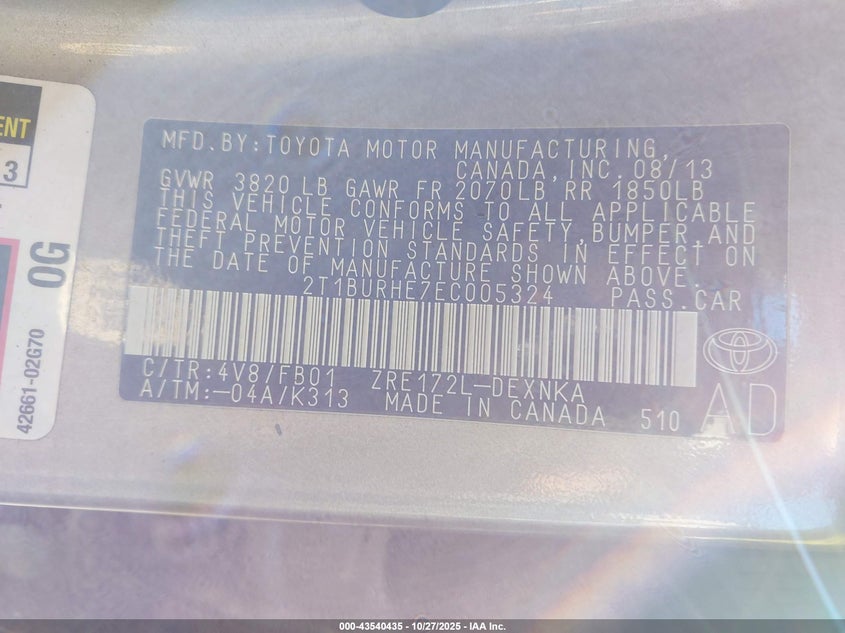 ENT
3
0G
42661-02G70
MFD.BY:TOYOTA MOTOR MANUFACTURING,
CANADA,INC.08/13
GVWR 3820 LB GAWR FR 2070LB,RR 1850LB
THIS VEHICLE CONFORMS TO ALL APPLICABLE
FEDERAL MOTOR VEHICLE SAFETY,BUMPER,AND
THEFT PREVENTION STANDARDS IN EFFECT ON
THE DATE OF MANUFACTURE SHOWN ABOVE.
2T1BURHE7EC005324 PASS.CAR
C/TR:4V8/FB01 ZRE172L-DEXNKA
A/TM:-04A/K313 MADE IN CANADA 510
AD
000-43540435 - 10/27/2025 - IAA Inc.